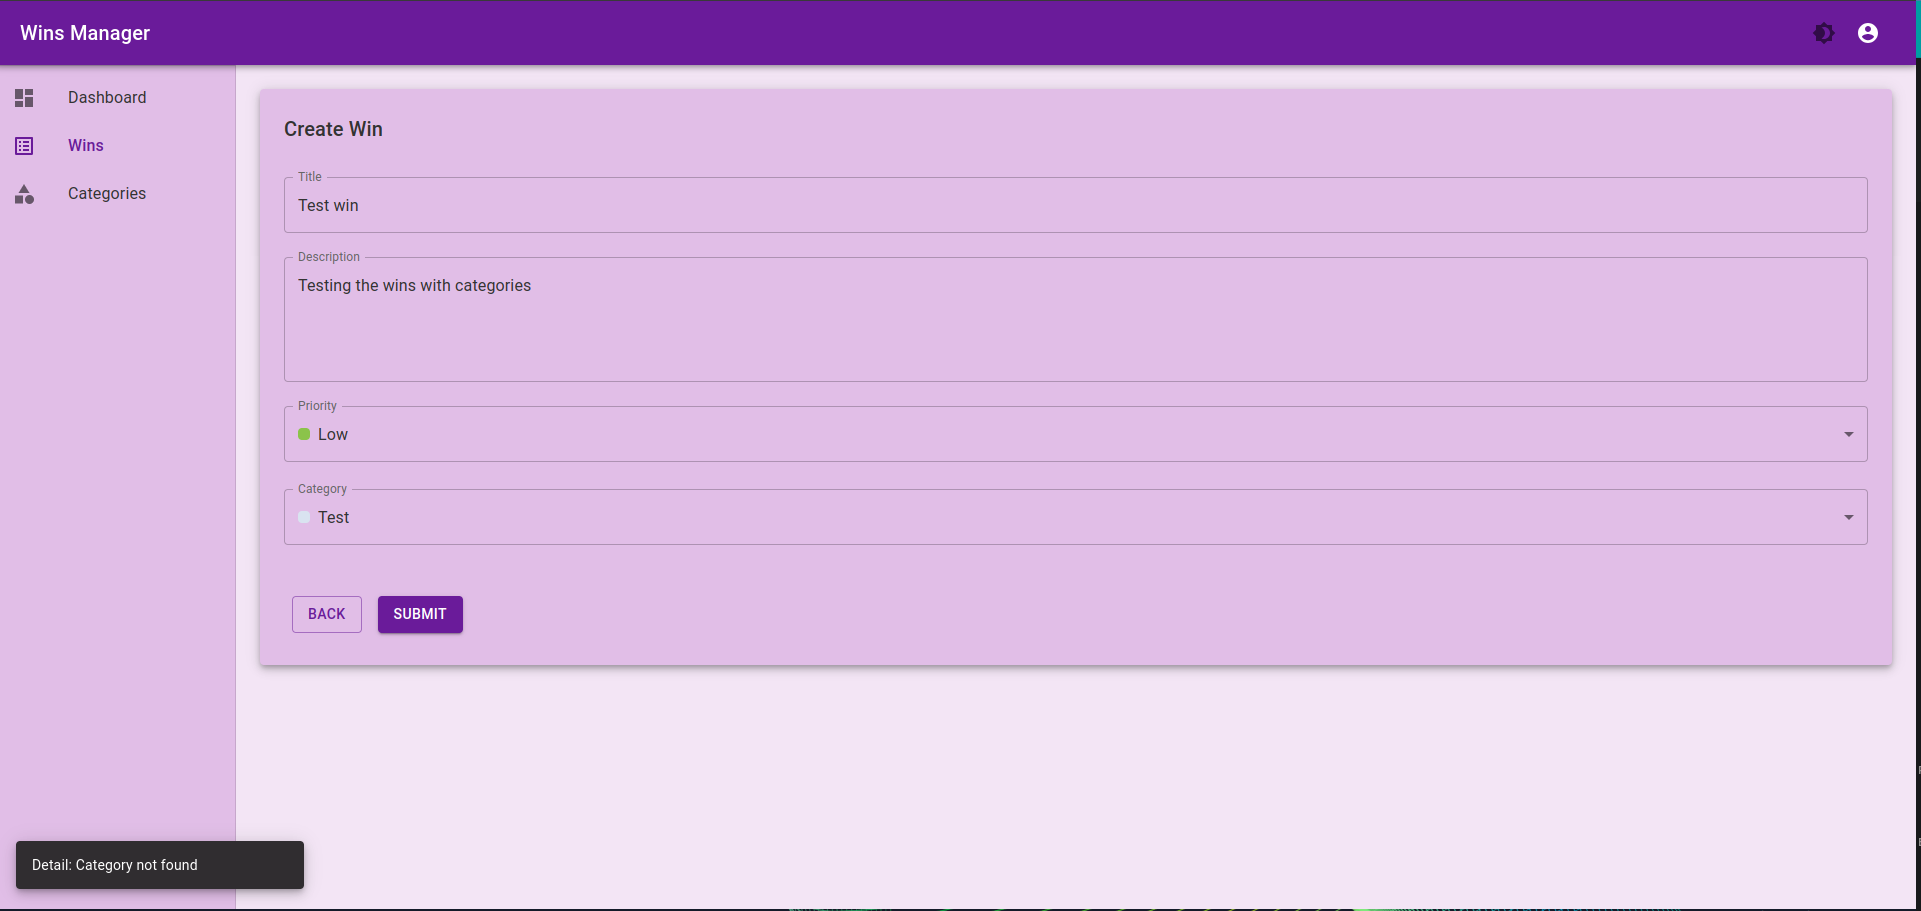 Wins Manager
Dashboard
Wins
Categories
Create Win
Title
Test win
Description
Testing the wins with categories
Priority
Low
Category
Test
BACK
SUBMIT
Detail: Category not found